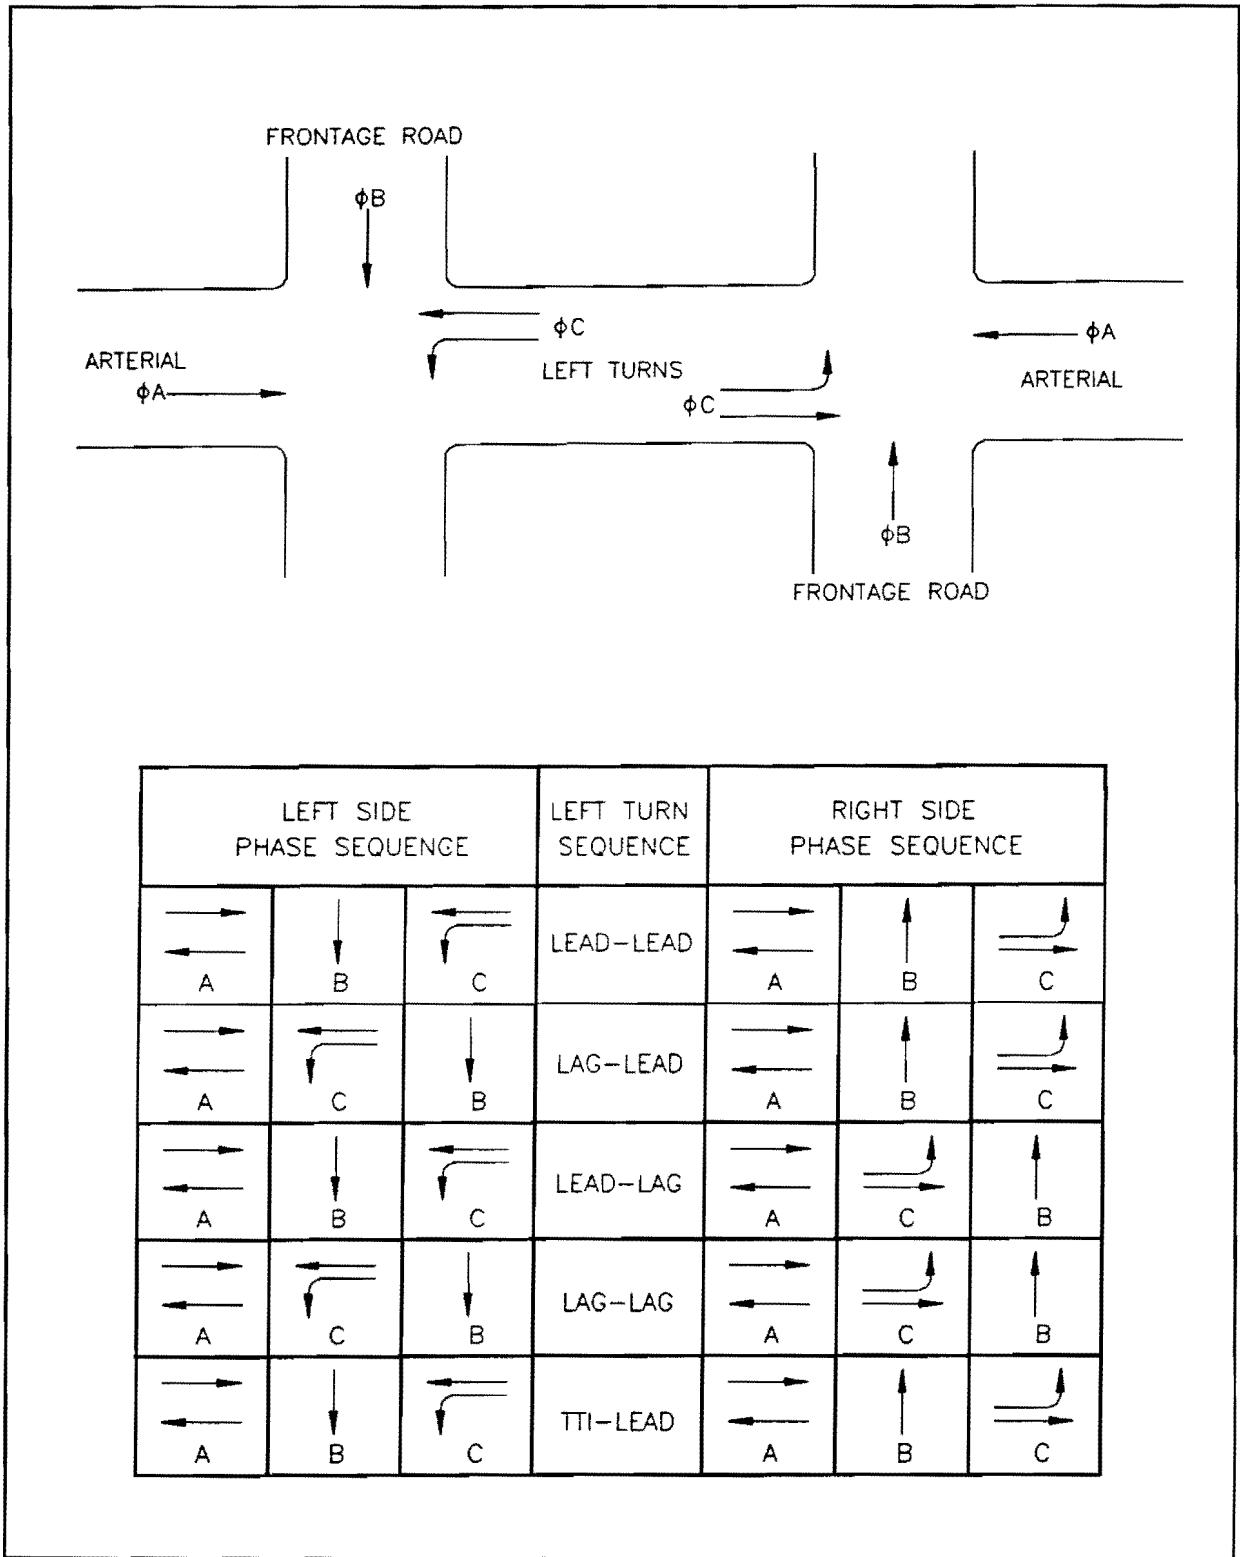 FRONTAGE ROAD
ϕB
ϕC
ϕA
ARTERIAL
LEFT TURNS
ARTERIAL
ϕA
ϕC
ϕB
FRONTAGE ROAD
LEFT SIDE
PHASE SEQUENCE
LEFT TURN
SEQUENCE
RIGHT SIDE
PHASE SEQUENCE
A B C LEAD-LEAD A B C
A C B LAG-LEAD A B C
A B C LEAD-LAG A C B
A C B LAG-LAG A C B
A B C TTI-LEAD A B C